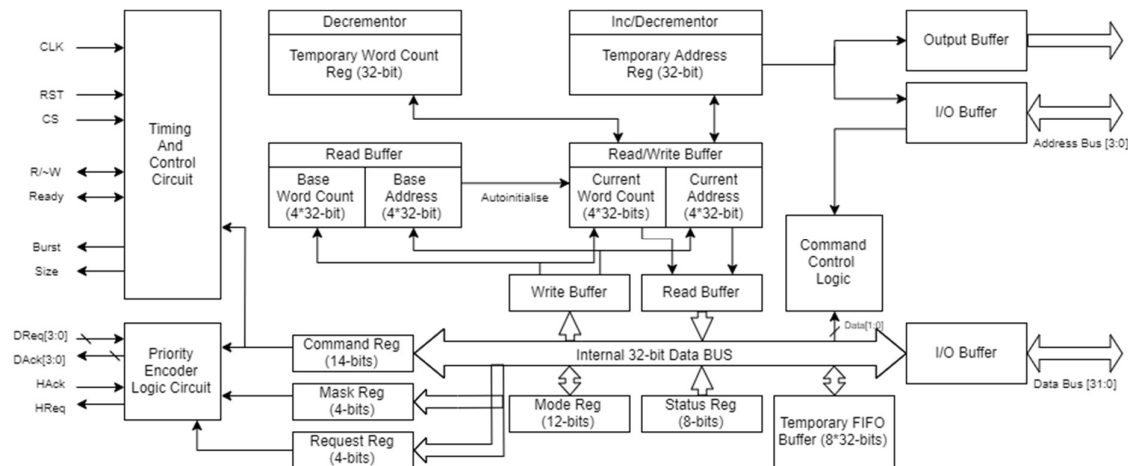 CLK
RST
CS
R/~W
Ready
Burst
Size
Timing
And
Control
Circuit
DReq[3:0]
DAck[3:0]
HAck
HReq
Priority
Encoder
Logic Circuit
Decrementor
Temporary Word Count
Reg (32-bit)
Inc/Decrementor
Temporary Address
Reg (32-bit)
Output Buffer
I/O Buffer
Address Bus [3:0]
Read Buffer
Base
Word Count
(4*32-bit)
Base
Address
(4*32-bit)
Autoinitialise
Read/Write Buffer
Current
Word Count
(4*32-bits)
Current
Address
(4*32-bit)
Command
Control
Logic
Write Buffer
Read Buffer
Data[1:0]
Command Reg
(14-bits)
Internal 32-bit Data BUS
I/O Buffer
Data Bus [31:0]
Mask Reg
(4-bits)
Mode Reg
(12-bits)
Status Reg
(8-bits)
Temporary FIFO
Buffer (8*32-bits)
Request Reg
(4-bits)